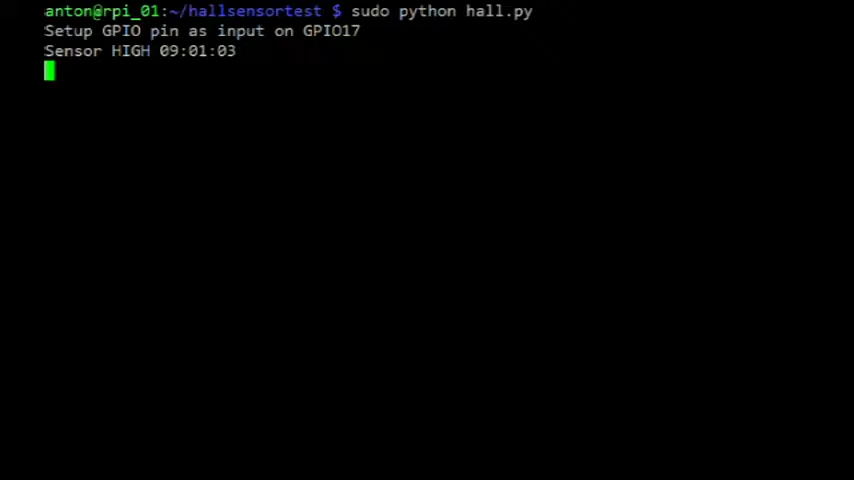 anton@rpi_01:~/hallsensortest $ sudo python hall.py
Setup GPIO pin as input on GPIO17
Sensor HIGH 09:01:03